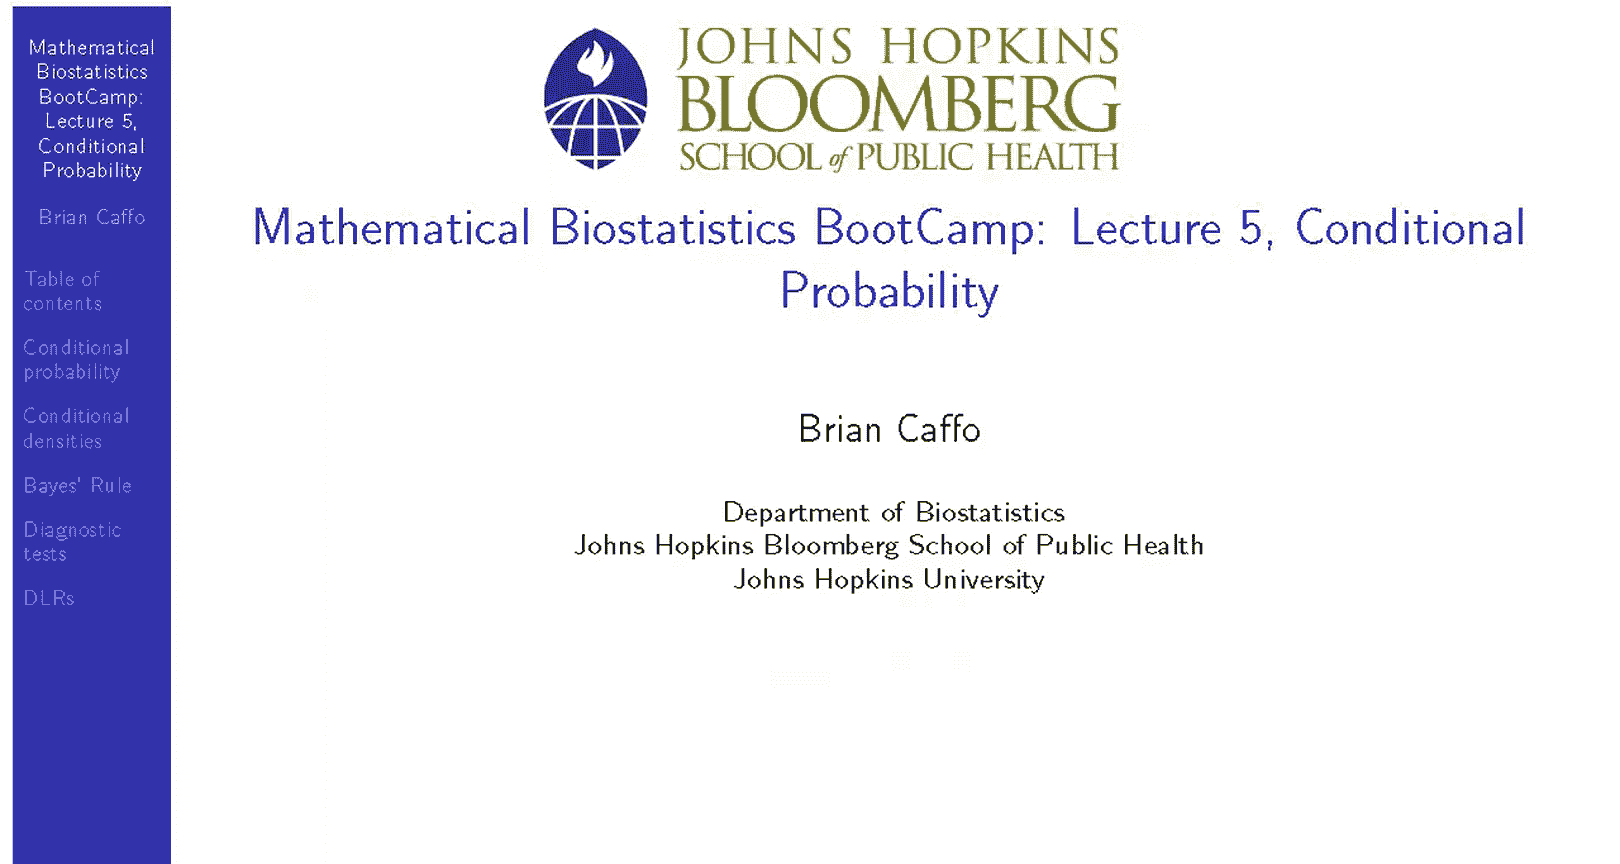 Mathematical
Biostatistics
BootCamp:
Lecture 5,
Conditional
Probability
Brian Caffo
Table of
contents
Conditional
probability
Conditional
densities
Bayes' Rule
Diagnostic
tests
DLRs
JOHNS HOPKINS
BLOOMBERG
SCHOOL of PUBLIC HEALTH
Mathematical Biostatistics BootCamp: Lecture 5, Conditional
Probability
Brian Caffo
Department of Biostatistics
Johns Hopkins Bloomberg School of Public Health
Johns Hopkins University